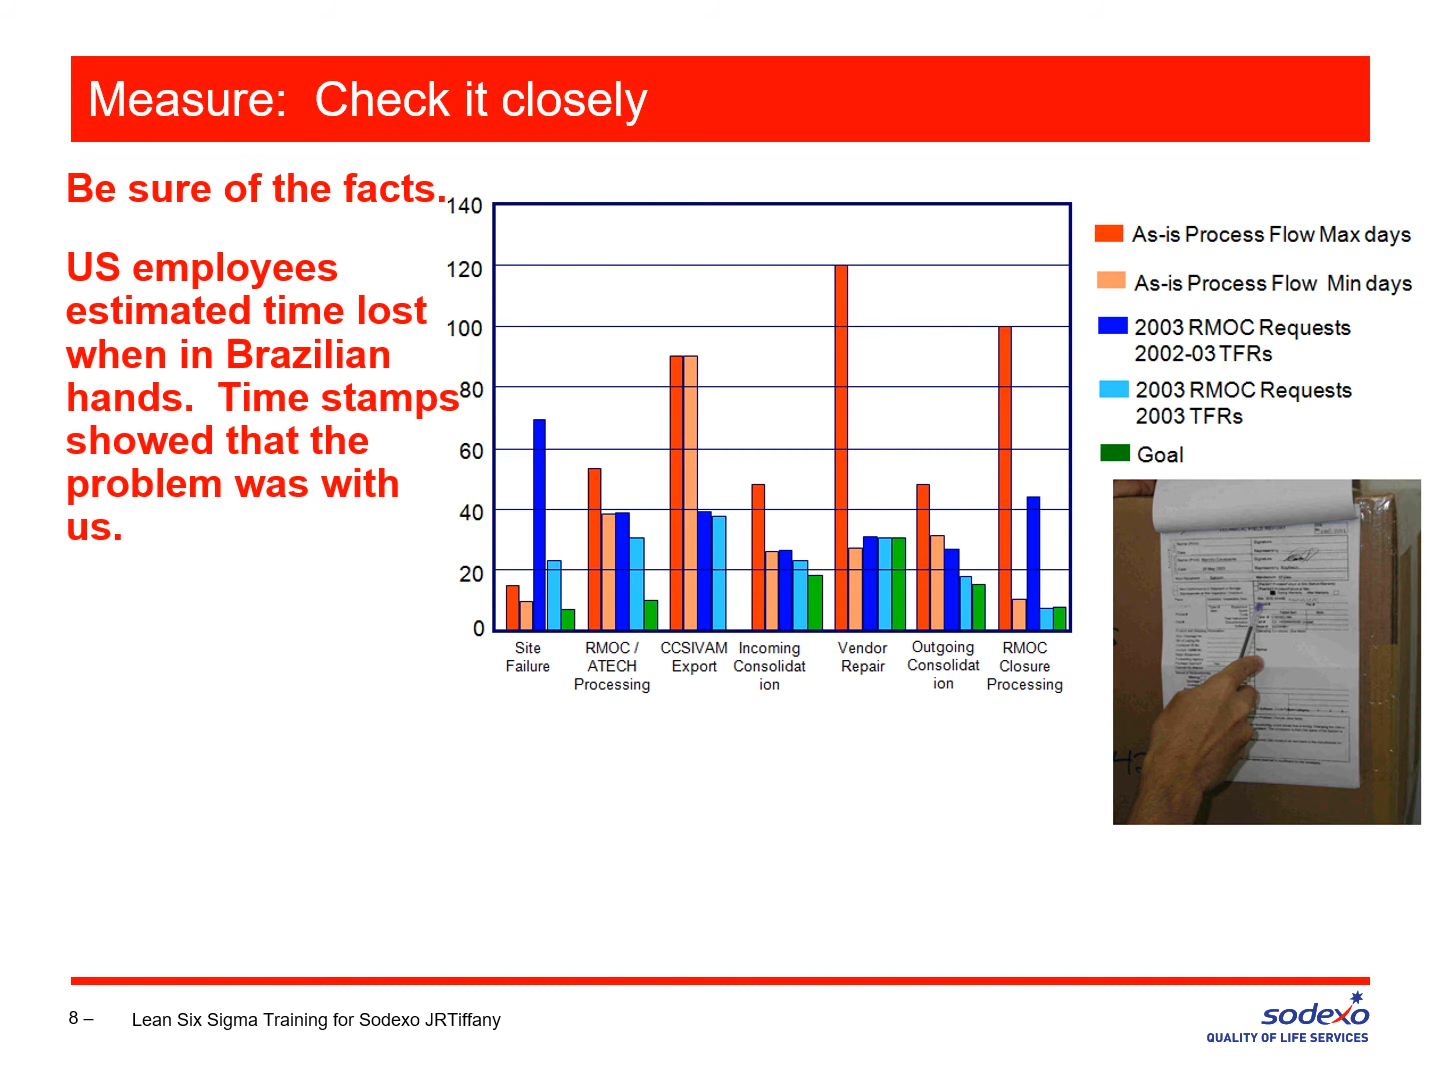 Measure: Check it closely
Be sure of the facts.
US employees
estimated time lost
when in Brazilian
hands. Time stamps
showed that the
problem was with
us.
140
120
100
80
60
40
20
0
Site
Failure
RMOC /
ATECH
Processing
CCSIVAM
Export
Incoming
Consolidat
ion
Vendor
Repair
Outgoing
Consolidat
ion
RMOC
Closure
Processing
As-is Process Flow Max days
As-is Process Flow Min days
2003 RMOC Requests
2002-03 TFRs
2003 RMOC Requests
2003 TFRs
Goal
8 –
Lean Six Sigma Training for Sodexo JRTiffany
sodexo
QUALITY OF LIFE SERVICES